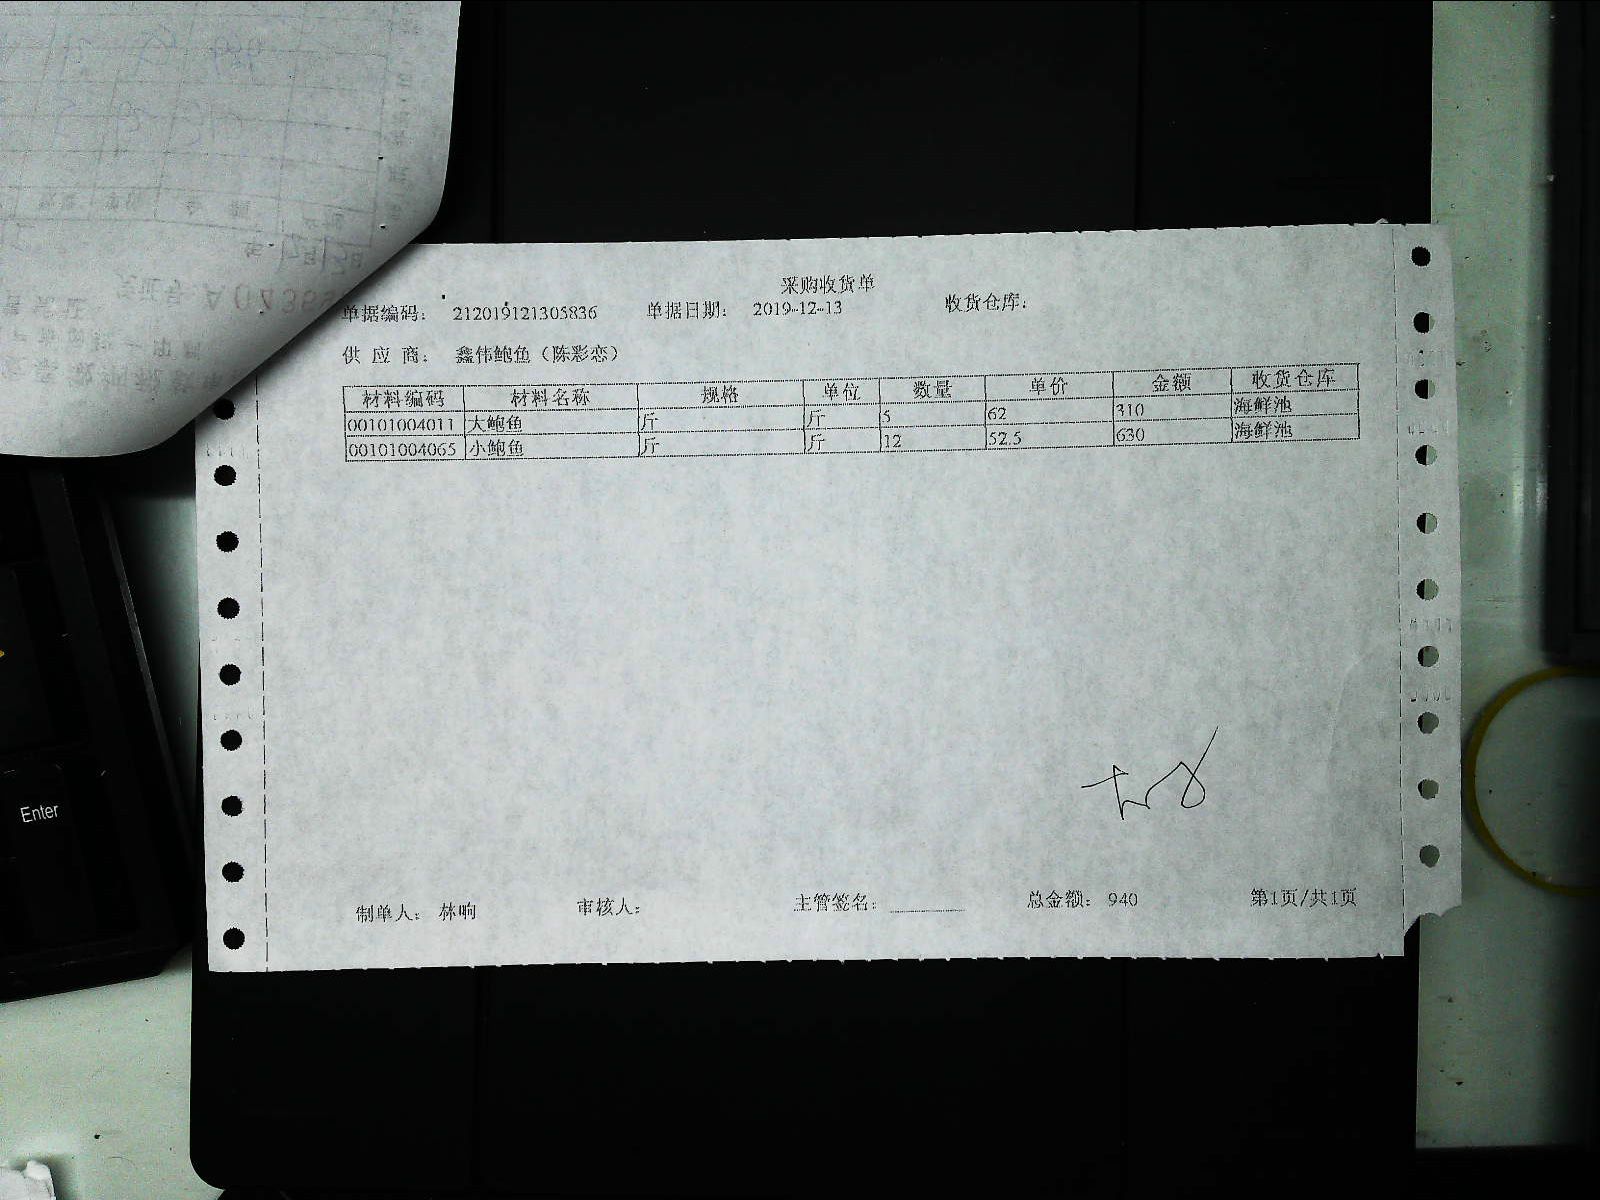 采购收货单
单据编码： 212019121305836 单据日期： 2019-12-13 收货仓库：
供 应 商： 鑫伟鲍鱼（陈彩恋）
材料编码 材料名称 规格 单位 数量 单价 金额 收货仓库
00101004011 大鲍鱼 斤 斤 5 62 310 海鲜池
00101004065 小鲍鱼 斤 斤 12 52.5 630 海鲜池
制单人： 林响 审核人： 主管签名： 总金额： 940 第1页/共1页
Enter